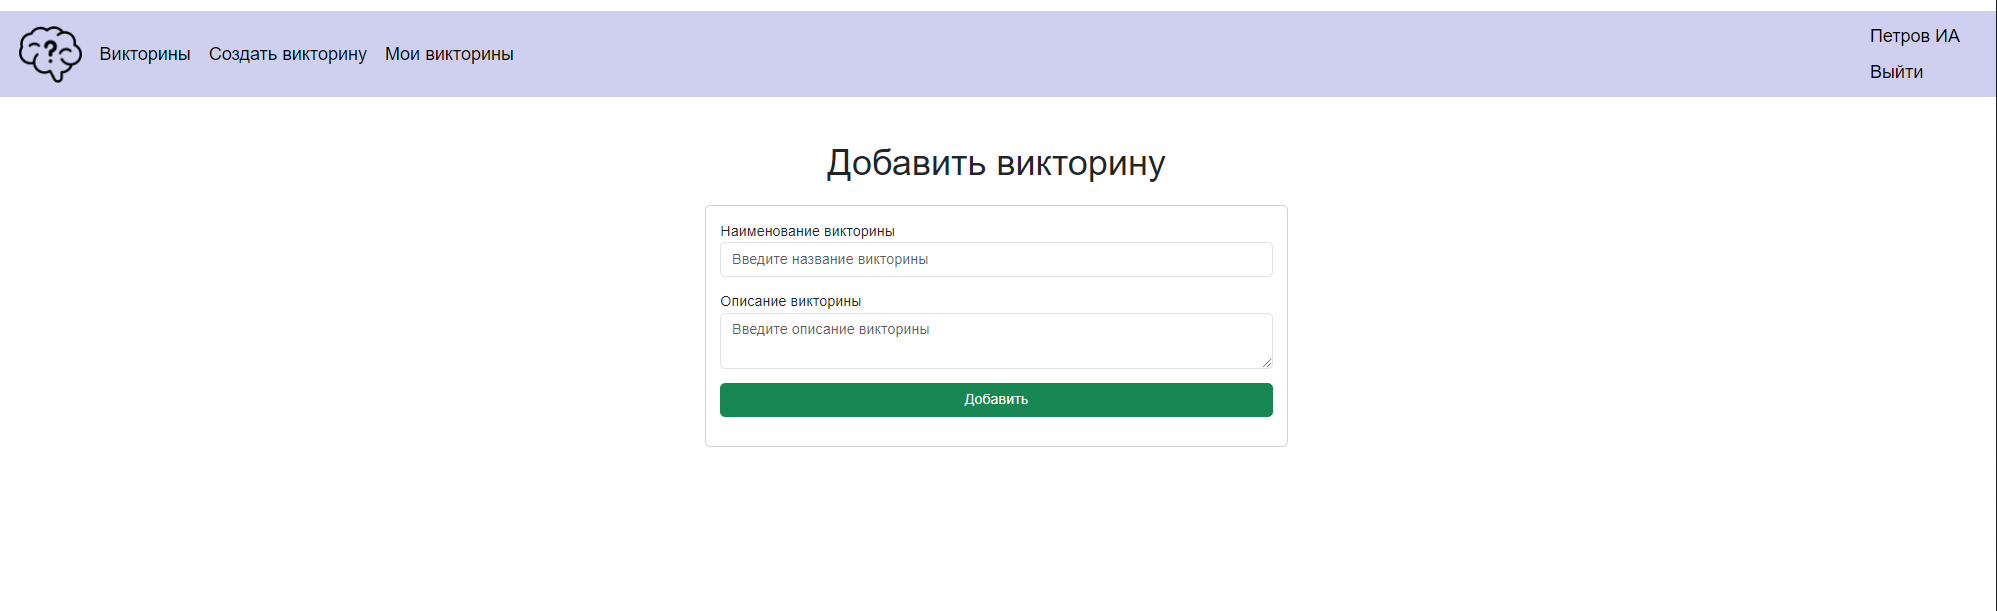 ?
Викторины Создать викторину Мои викторины
Петров ИА
Выйти
Добавить викторину
Наименование викторины
Введите название викторины
Описание викторины
Введите описание викторины
Добавить